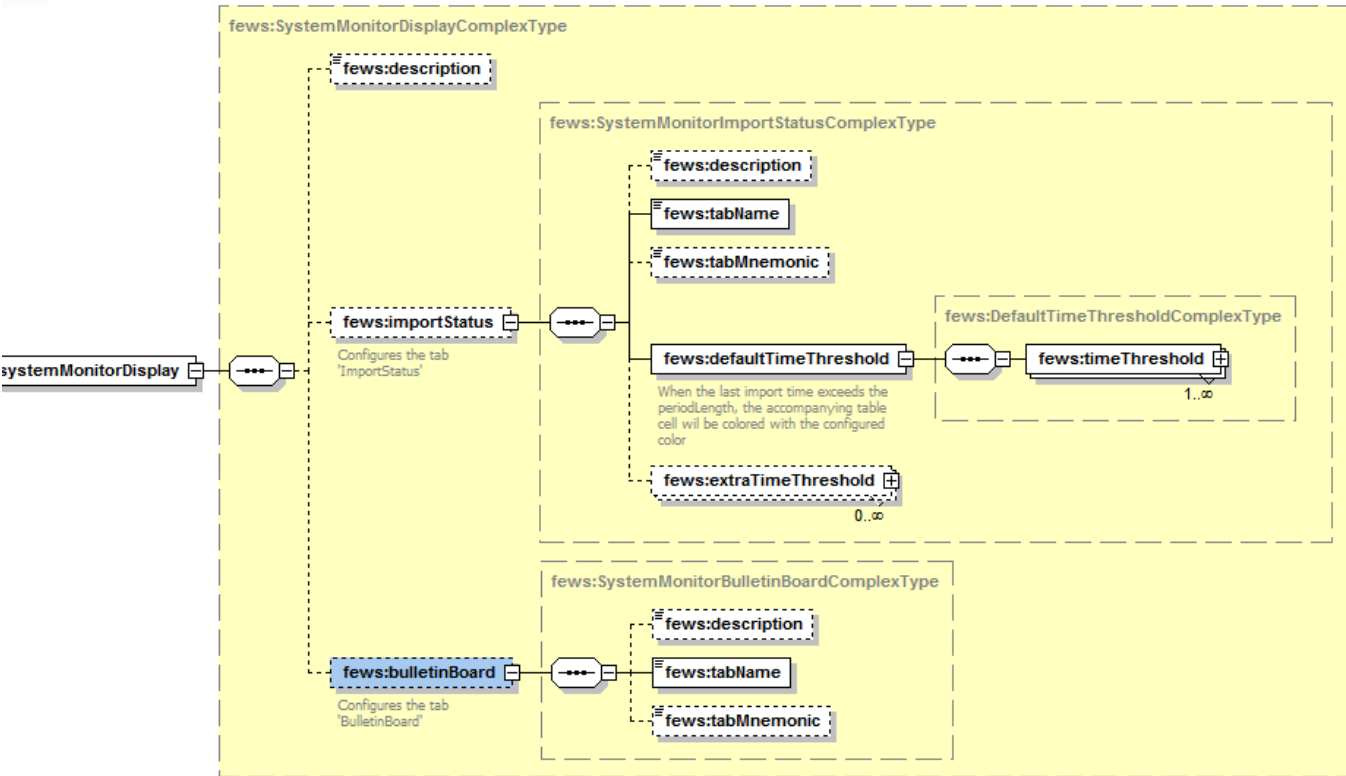 fews:SystemMonitorDisplayComplexType
fews:description
fews:SystemMonitorImportStatusComplexType
fews:description
fews:tabName
fews:tabMnemonic
fews:DefaultTimeThresholdComplexType
fews:importStatus
Configures the tab
'ImportStatus'
fews:defaultTimeThreshold
fews:timeThreshold
1..∞
When the last import time exceeds the
periodLength, the accompanying table
cell wil be colored with the configured
color
systemMonitorDisplay
fews:extraTimeThreshold
0..∞
fews:SystemMonitorBulletinBoardComplexType
fews:description
fews:bulletinBoard
Configures the tab
'BulletinBoard'
fews:tabName
fews:tabMnemonic